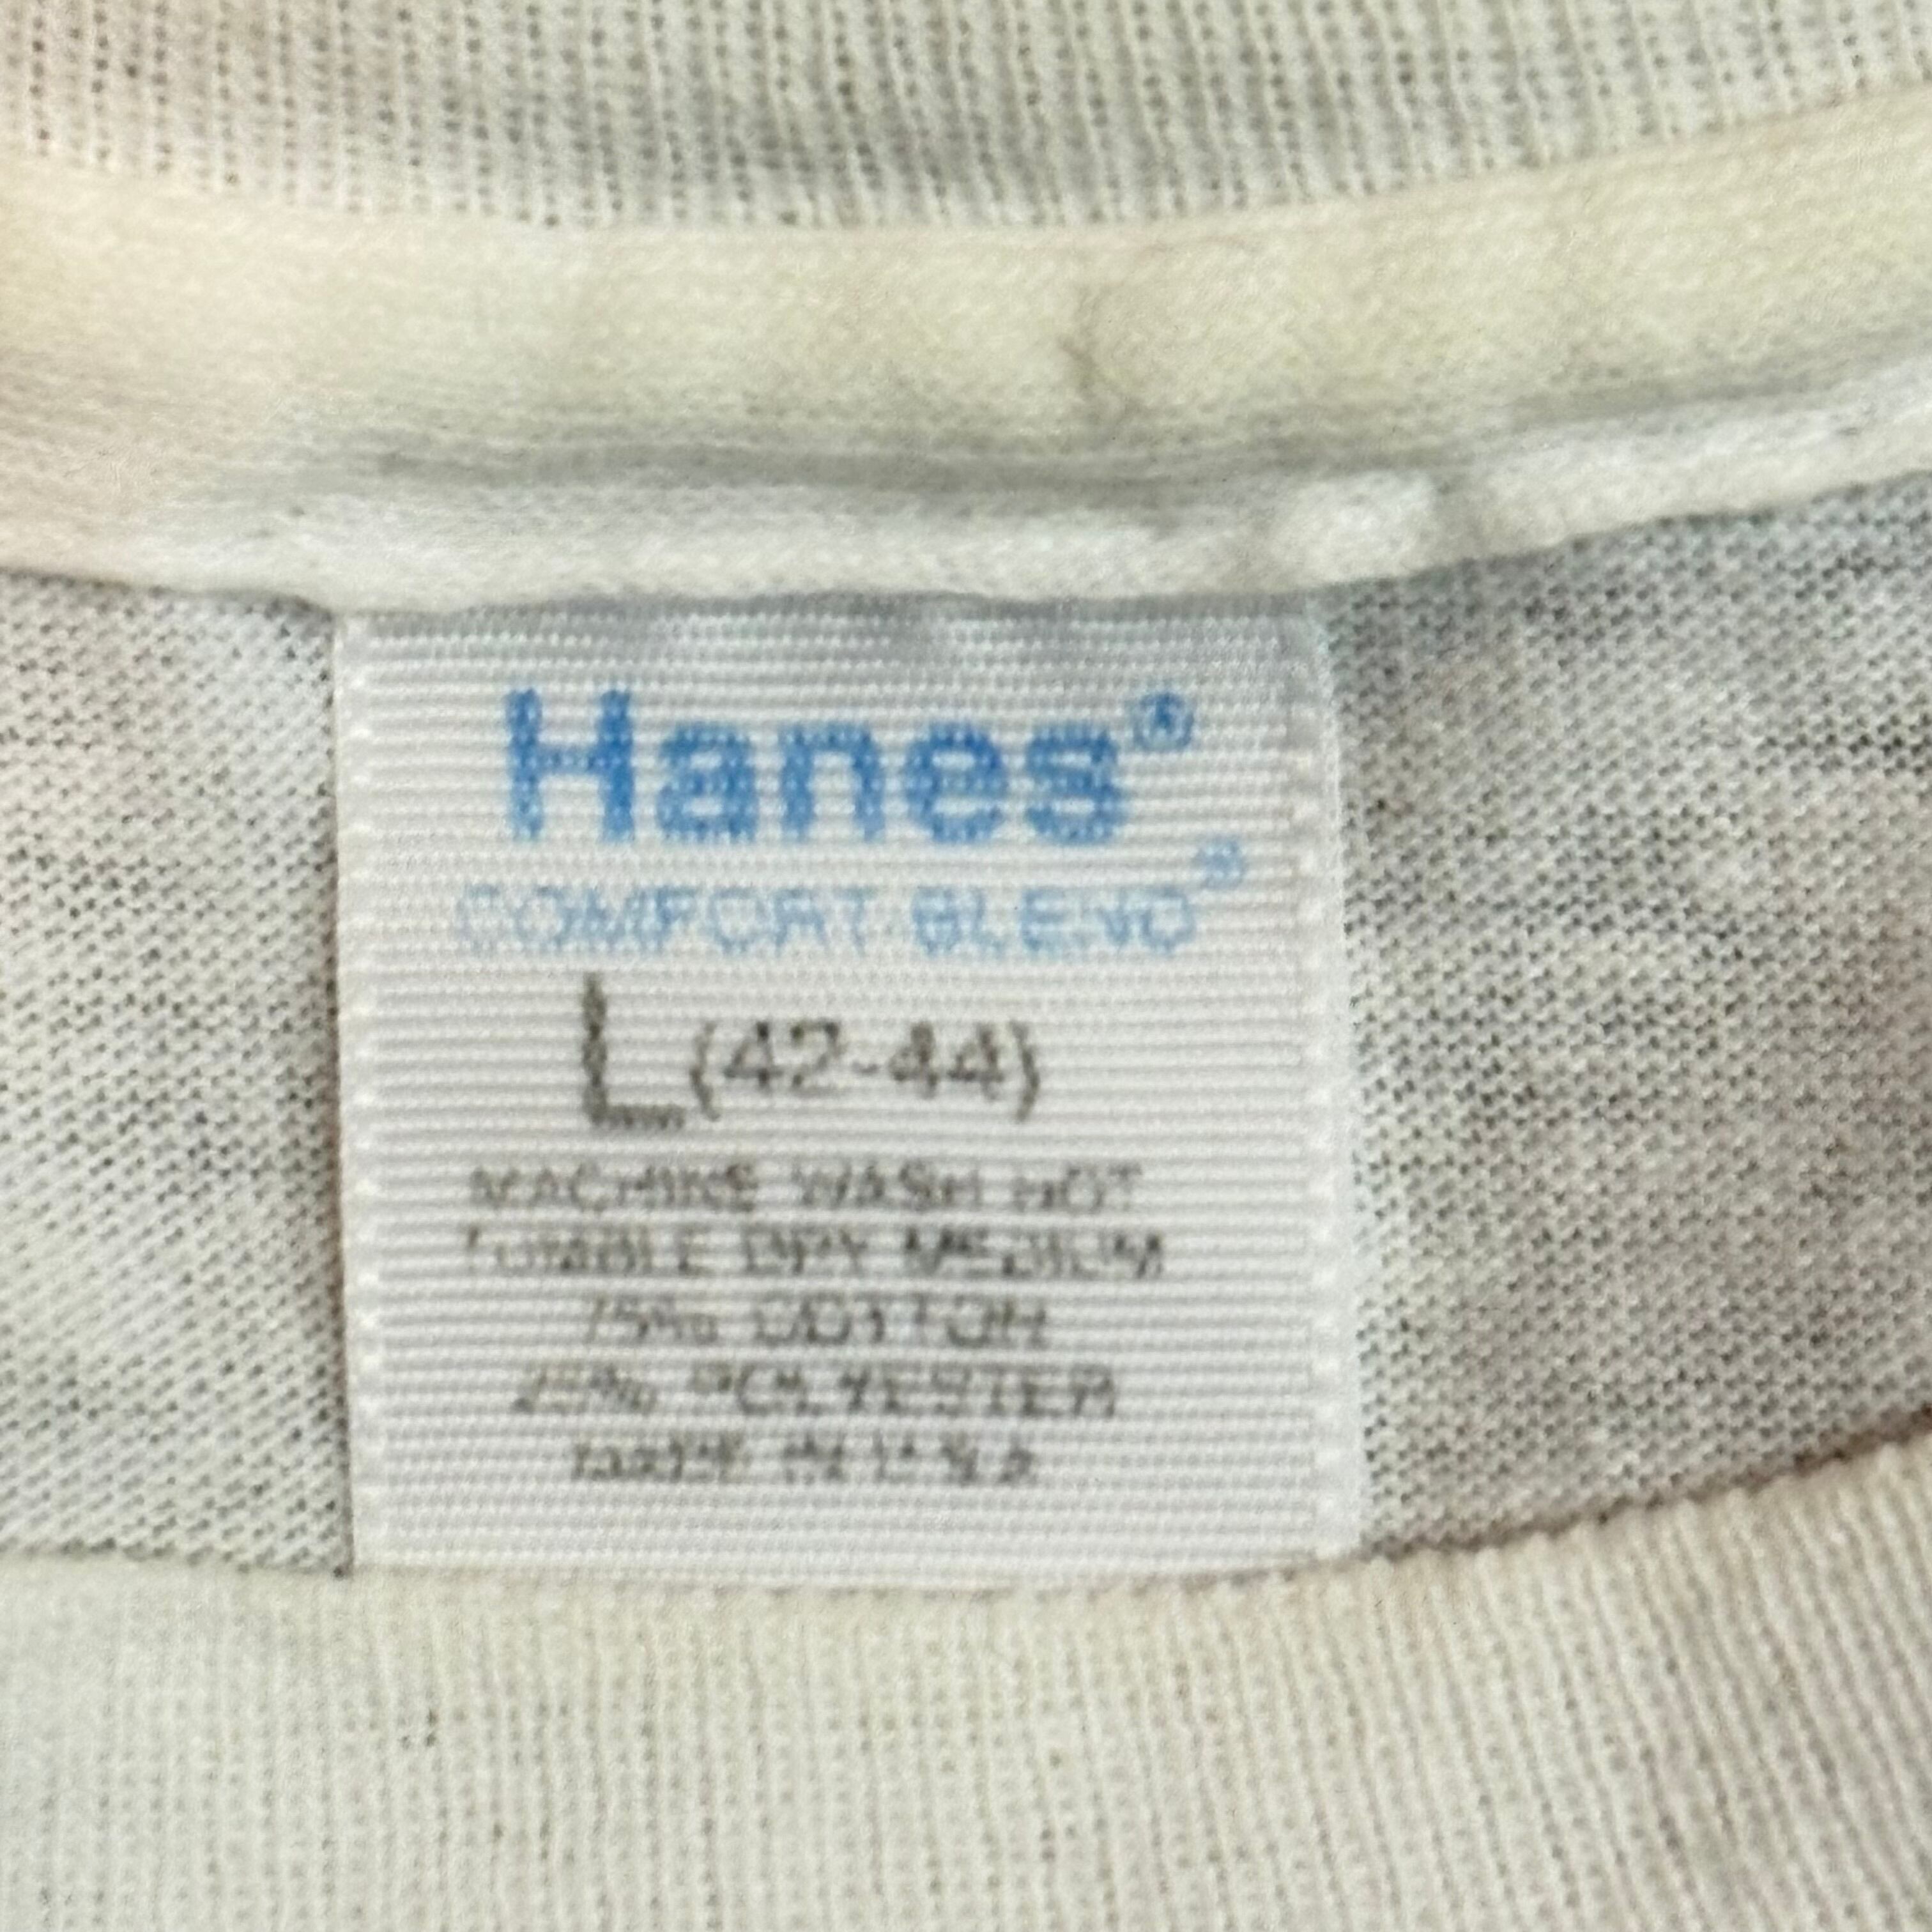 Hanes®
COMFORT BLEND®
L (42-44)
MACHINE WASH HOT
TUMBLE DRY MEDIUM
75% COTTON
25% POLYESTER
MADE IN U.S.A.